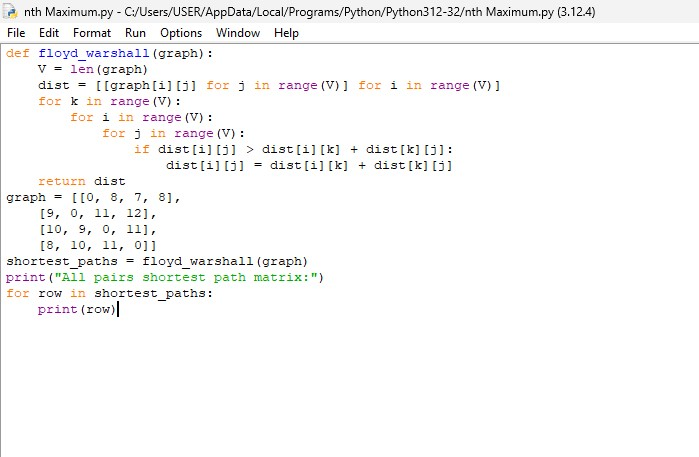 nth Maximum.py - C:/Users/USER/AppData/Local/Programs/Python/Python312-32/nth Maximum.py (3.12.4)
File Edit Format Run Options Window Help
def floyd_warshall(graph):
    V = len(graph)
    dist = [[graph[i][j] for j in range(V)] for i in range(V)]
    for k in range(V):
        for i in range(V):
            for j in range(V):
                if dist[i][j] > dist[i][k] + dist[k][j]:
                    dist[i][j] = dist[i][k] + dist[k][j]
    return dist
graph = [[0, 8, 7, 8],
    [9, 0, 11, 12],
    [10, 9, 0, 11],
    [8, 10, 11, 0]]
shortest_paths = floyd_warshall(graph)
print("All pairs shortest path matrix:")
for row in shortest_paths:
    print(row)